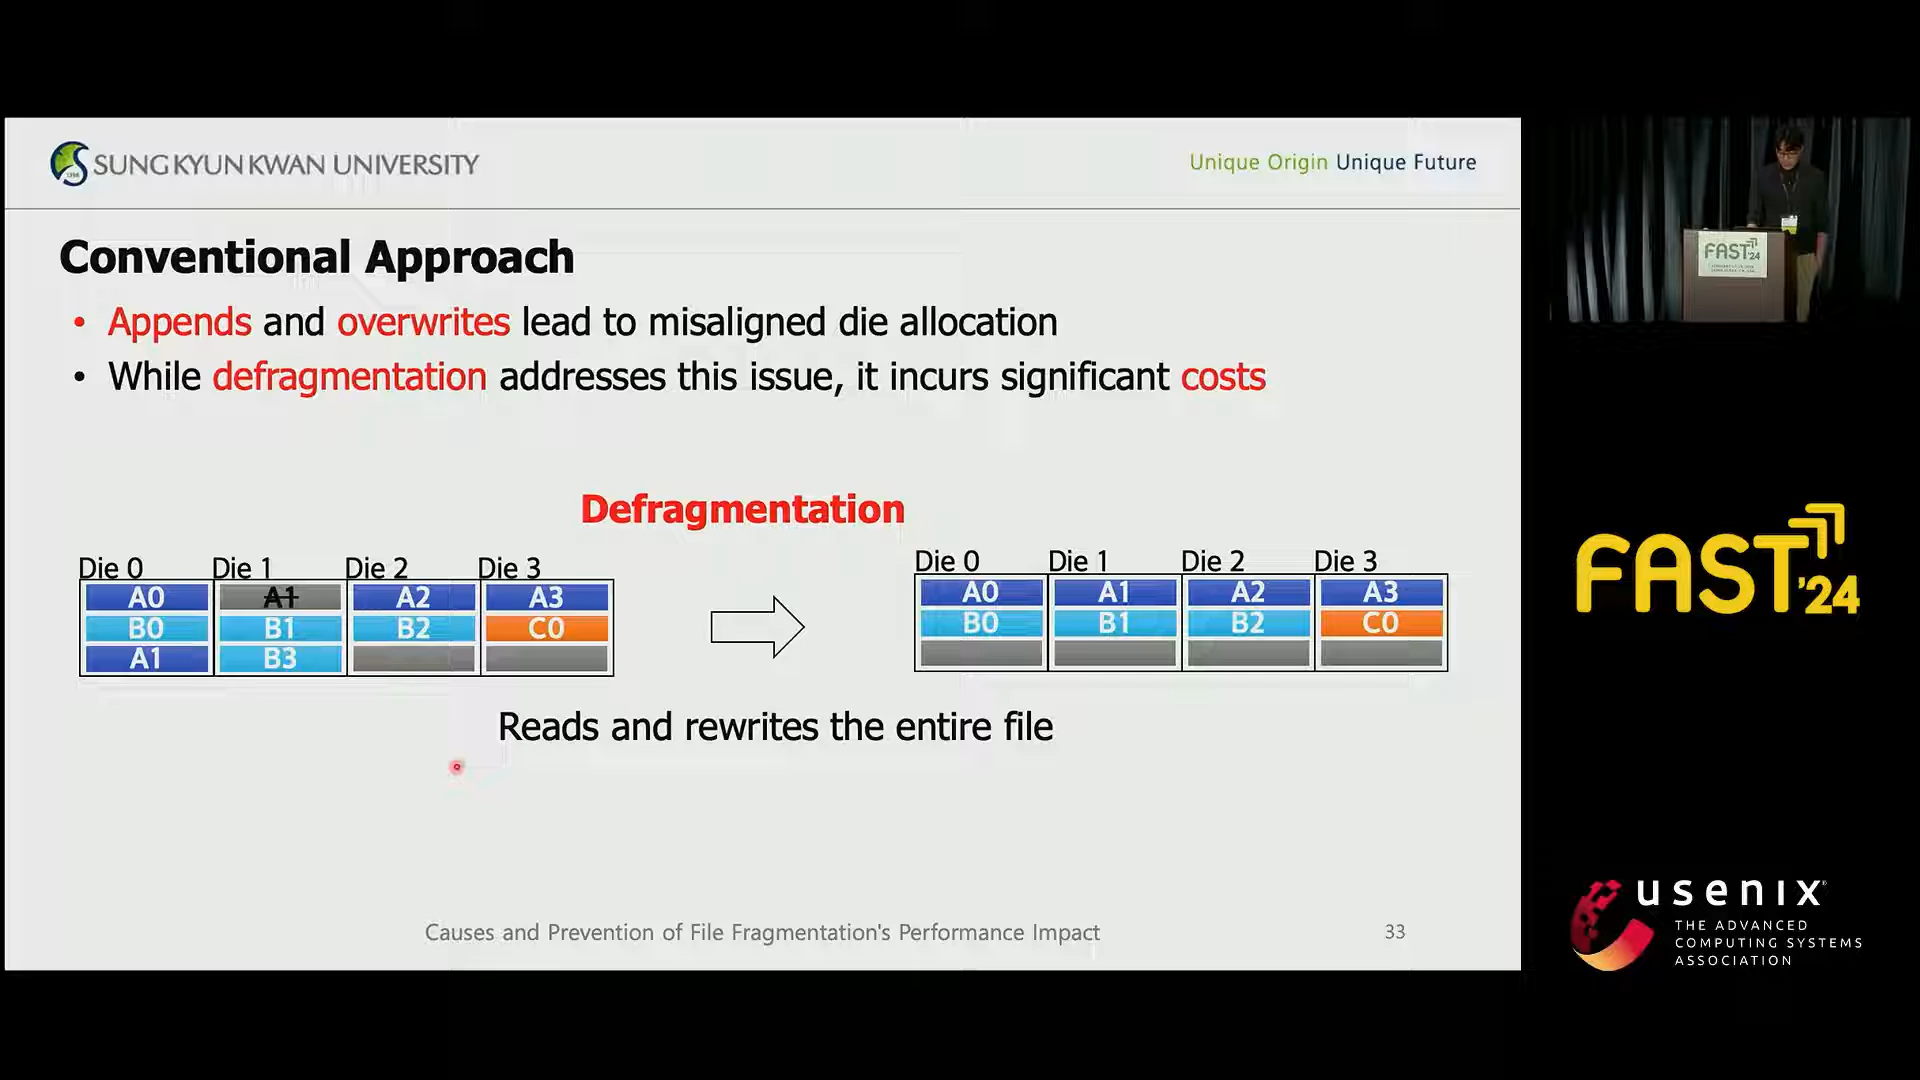 SUNG KYUN KWAN UNIVERSITY
Unique Origin Unique Future
Conventional Approach
• Appends and overwrites lead to misaligned die allocation
• While defragmentation addresses this issue, it incurs significant costs
Defragmentation
Die 0 Die 1 Die 2 Die 3
A0 A1 A2 A3
B0 B1 B2 C0
A1 B3
Die 0 Die 1 Die 2 Die 3
A0 A1 A2 A3
B0 B1 B2 C0
Reads and rewrites the entire file
Causes and Prevention of File Fragmentation's Performance Impact
33
FAST '24
FAST '24
usenix
THE ADVANCED
COMPUTING SYSTEMS
ASSOCIATION